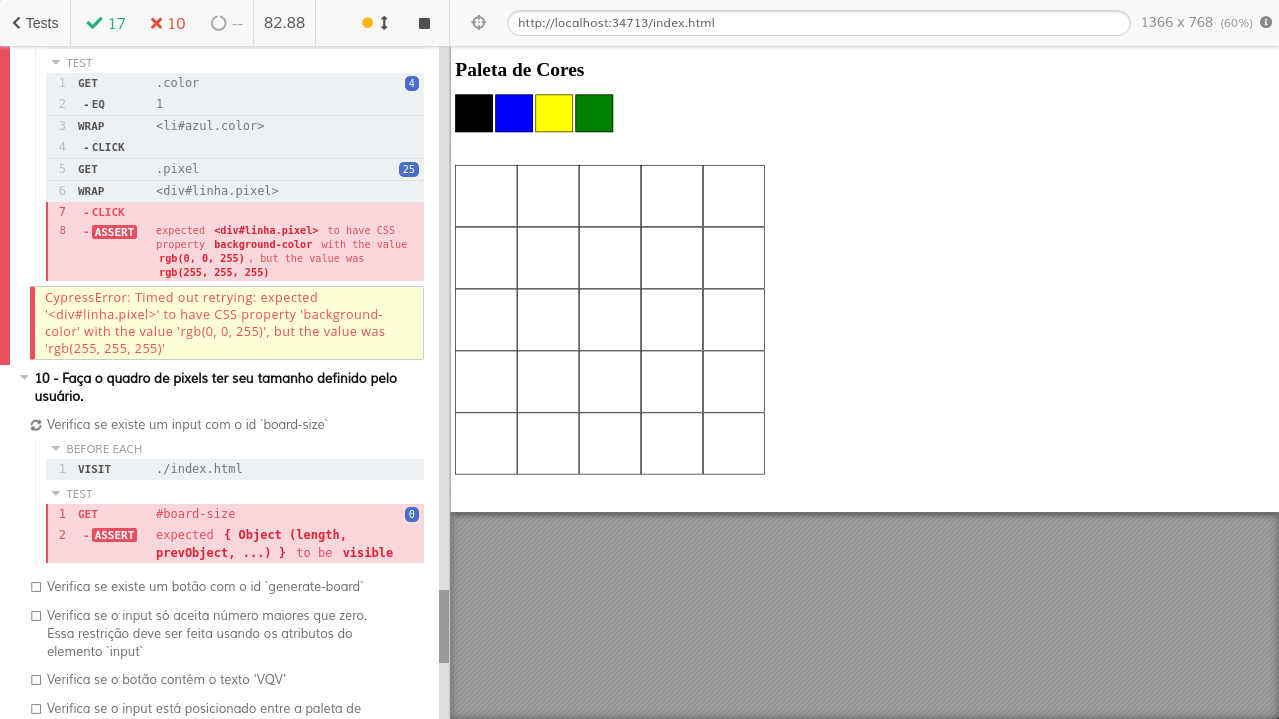 Tests
17
10
--
82.88
http://localhost:34713/index.html
1366 x 768 (60%)
TEST
1 GET .color 4
2 - EQ 1
3 WRAP <li#azul.color>
4 - CLICK
5 GET .pixel 25
6 WRAP <div#linha.pixel>
7 - CLICK
8 - ASSERT expected <div#linha.pixel> to have CSS
property background-color with the value
rgb(0, 0, 255) , but the value was
rgb(255, 255, 255)
CypressError: Timed out retrying: expected
'<div#linha.pixel>' to have CSS property 'background-
color' with the value 'rgb(0, 0, 255)', but the value was
'rgb(255, 255, 255)'
10 - Faça o quadro de pixels ter seu tamanho definido pelo
usuário.
Verifica se existe um input com o id `board-size`
BEFORE EACH
1 VISIT ./index.html
TEST
1 GET #board-size 0
2 - ASSERT expected { Object (length,
prevObject, ...) } to be visible
Verifica se existe um botão com o id `generate-board`
Verifica se o input só aceita número maiores que zero.
Essa restrição deve ser feita usando os atributos do
elemento `input`
Verifica se o botão contém o texto 'VQV'
Verifica se o input está posicionado entre a paleta de
Paleta de Cores